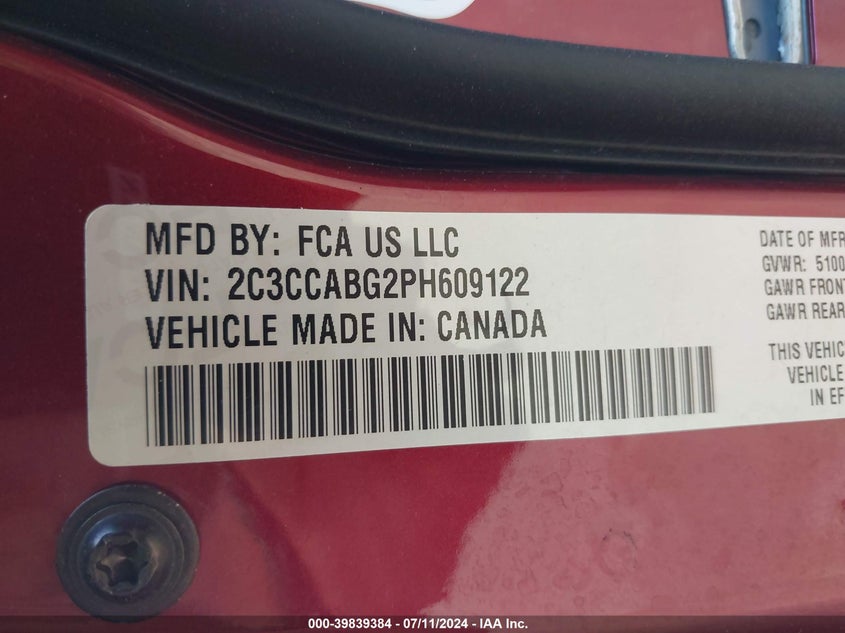 MFD BY: FCA US LLC
VIN: 2C3CCABG2PH609122
VEHICLE MADE IN: CANADA
DATE OF MFR
GVWR: 5100
GAWR FRONT
GAWR REAR
THIS VEHIC
VEHICLE
IN EF
000-39839384 - 07/11/2024 - IAA Inc.